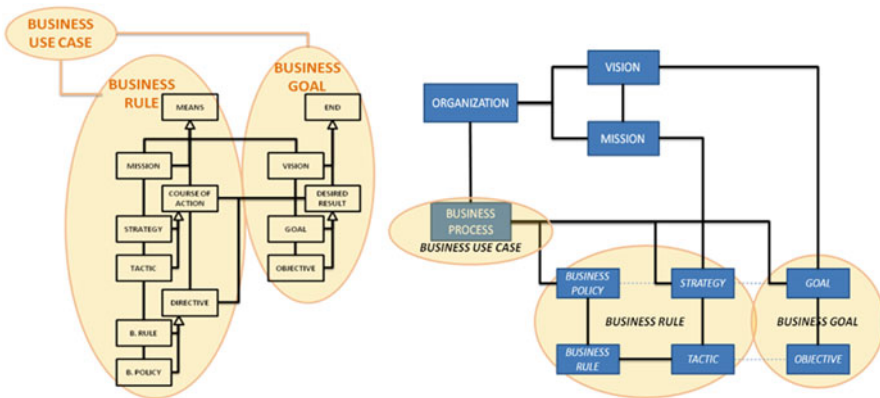 BUSINESS
USE CASE
BUSINESS
RULE
BUSINESS
GOAL
MEANS
END
MISSION
VISION
COURSE OF
ACTION
DESIRED
RESULT
STRATEGY
GOAL
TACTIC
OBJECTIVE
DIRECTIVE
B. RULE
B. POLICY
VISION
ORGANIZATION
MISSION
BUSINESS
PROCESS
BUSINESS USE CASE
BUSINESS
POLICY
STRATEGY
GOAL
BUSINESS RULE
BUSINESS GOAL
BUSINESS
RULE
TACTIC
OBJECTIVE